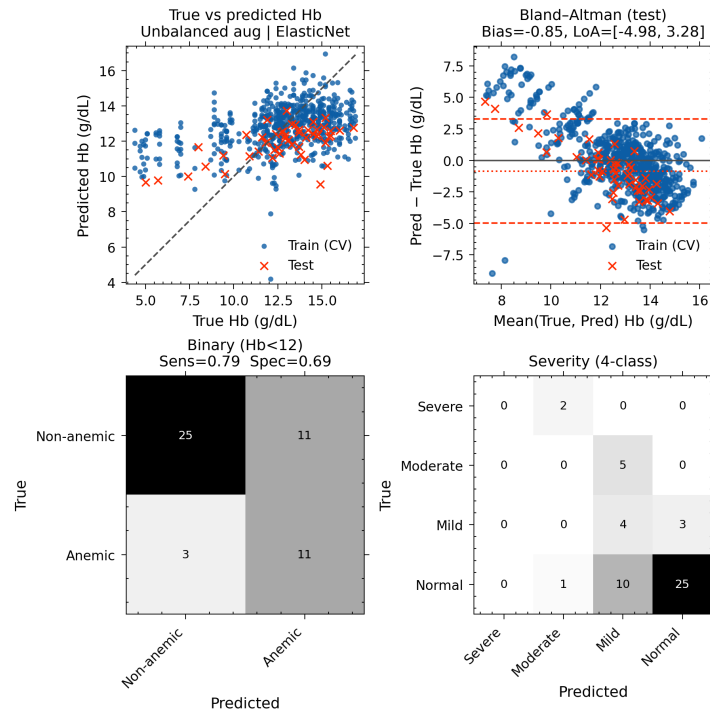 True vs predicted Hb
Unbalanced aug | ElasticNet
Predicted Hb (g/dL)
16
14
12
10
8
6
4
5.0
7.5
10.0
12.5
15.0
True Hb (g/dL)
Train (CV)
Test
Bland–Altman (test)
Bias=-0.85, LoA=[-4.98, 3.28]
Pred − True Hb (g/dL)
7.5
5.0
2.5
0.0
−2.5
−5.0
−7.5
8
10
12
14
16
Mean(True, Pred) Hb (g/dL)
Train (CV)
Test
Binary (Hb<12)
Sens=0.79 Spec=0.69
True
Non-anemic
25
11
Anemic
3
11
Non-anemic
Anemic
Predicted
Severity (4-class)
True
Severe
0
2
0
0
Moderate
0
0
5
0
Mild
0
0
4
3
Normal
0
1
10
25
Severe
Moderate
Mild
Normal
Predicted